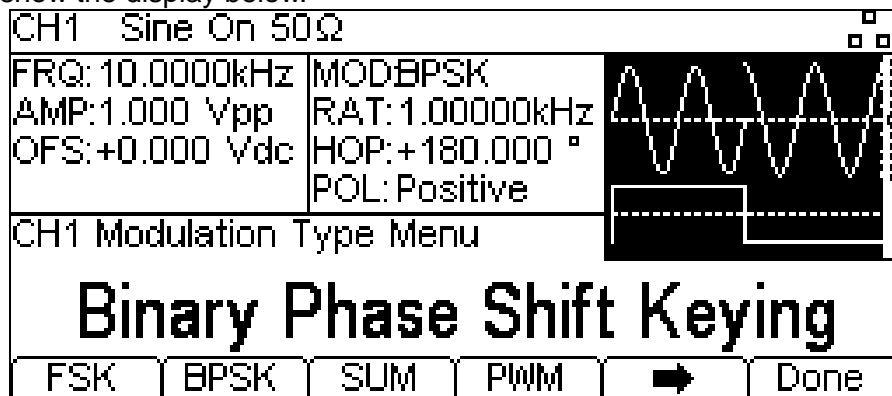 show the display below.
CH1 Sine On 50Ω
FRQ: 10.0000kHz
AMP:1.000 Vpp
OFS:+0.000 Vdc
MOD:BPSK
RAT: 1.00000kHz
HOP:+180.000 °
POL: Positive
CH1 Modulation Type Menu
Binary Phase Shift Keying
FSK BPSK SUM PWM Done